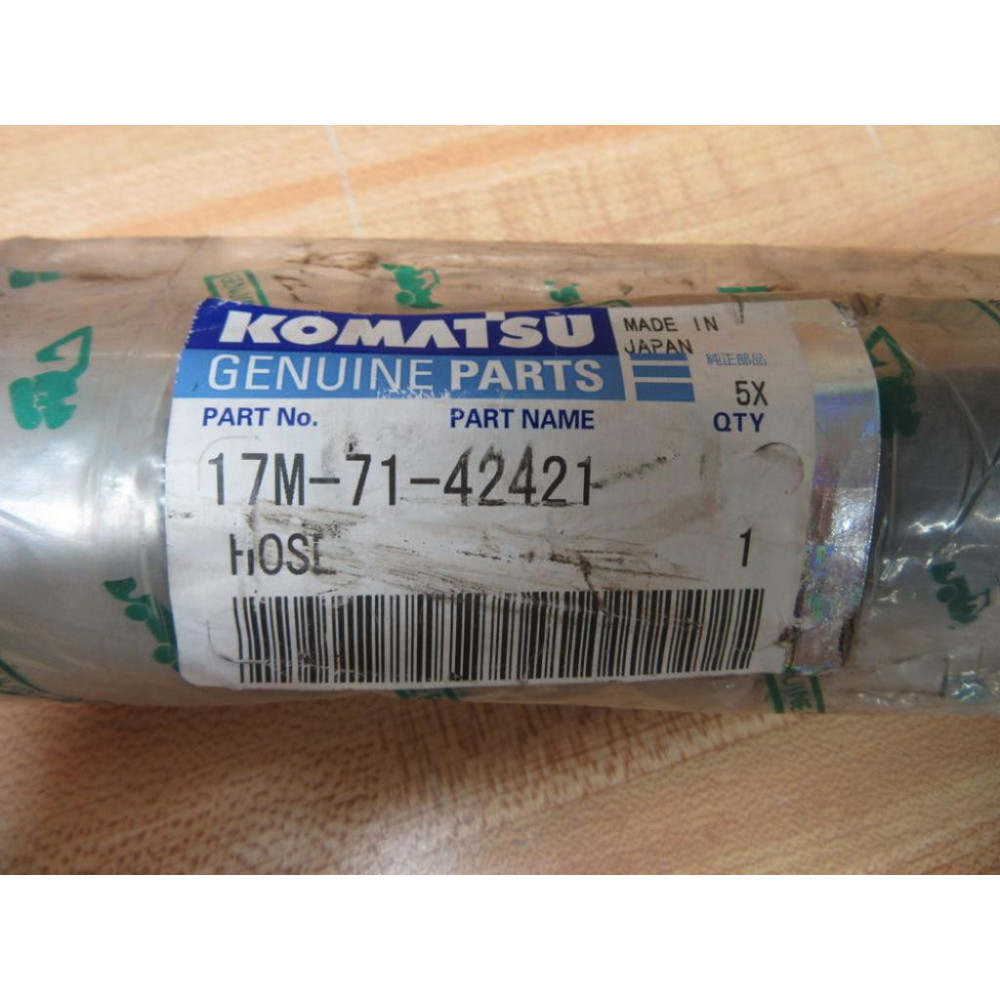 KOMATSU
GENUINE PARTS
MADE IN
JAPAN
純正部品
5X
PART No. PART NAME QTY
17M-71-42421
HOSE 1